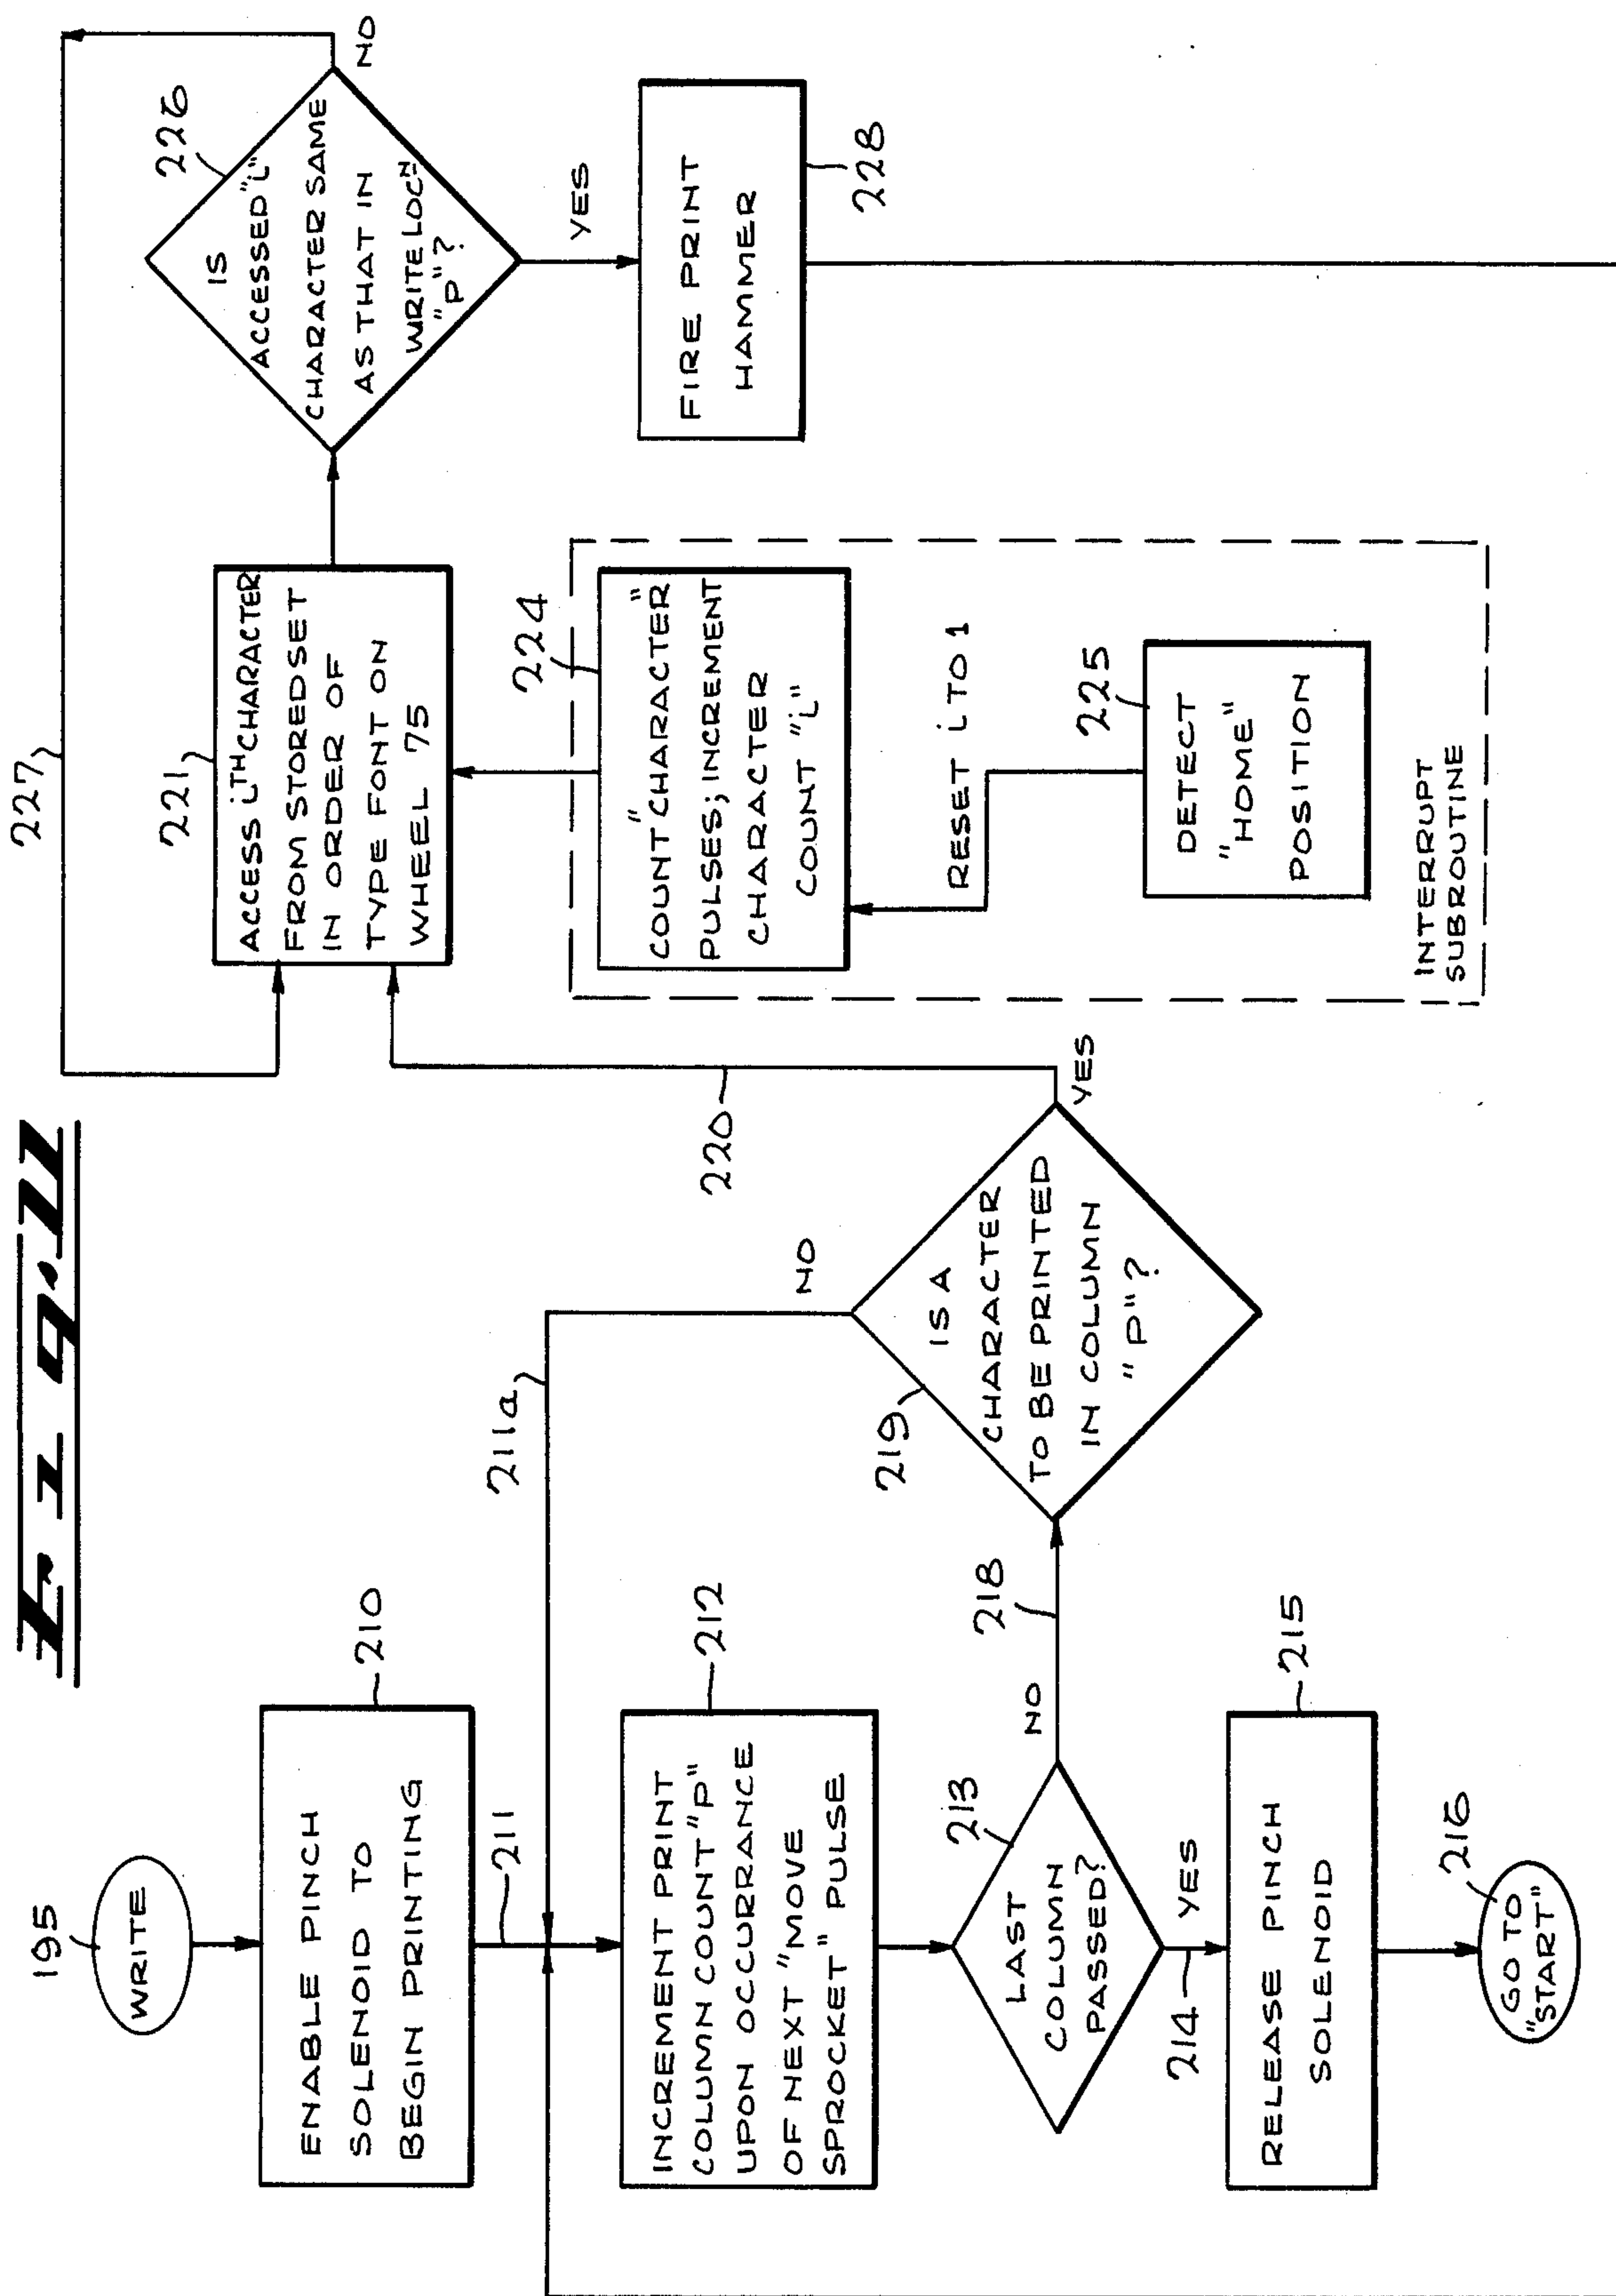 Fig. 11
195
WRITE
ENABLE PINCH
SOLENOID TO
BEGIN PRINTING
210
211
211a
INCREMENT PRINT
COLUMN COUNT "P"
UPON OCCURRANCE
OF NEXT "MOVE
SPROCKET" PULSE
212
LAST
COLUMN
PASSED?
213
NO
218
214
YES
RELEASE PINCH
SOLENOID
215
GO TO
"START"
216
IS A
CHARACTER
TO BE PRINTED
IN COLUMN
"P"?
219
NO
YES
220
227
221
ACCESS iTH CHARACTER
FROM STORED SET
IN ORDER OF
TYPE FONT ON
WHEEL 75
224
COUNT "CHARACTER"
PULSES; INCREMENT
CHARACTER
COUNT "i"
RESET i TO 1
225
DETECT
"HOME"
POSITION
INTERRUPT
SUBROUTINE
226
IS
ACCESSED "i"
CHARACTER SAME
AS THAT IN
WRITE LOCN
"P"?
NO
YES
FIRE PRINT
HAMMER
228